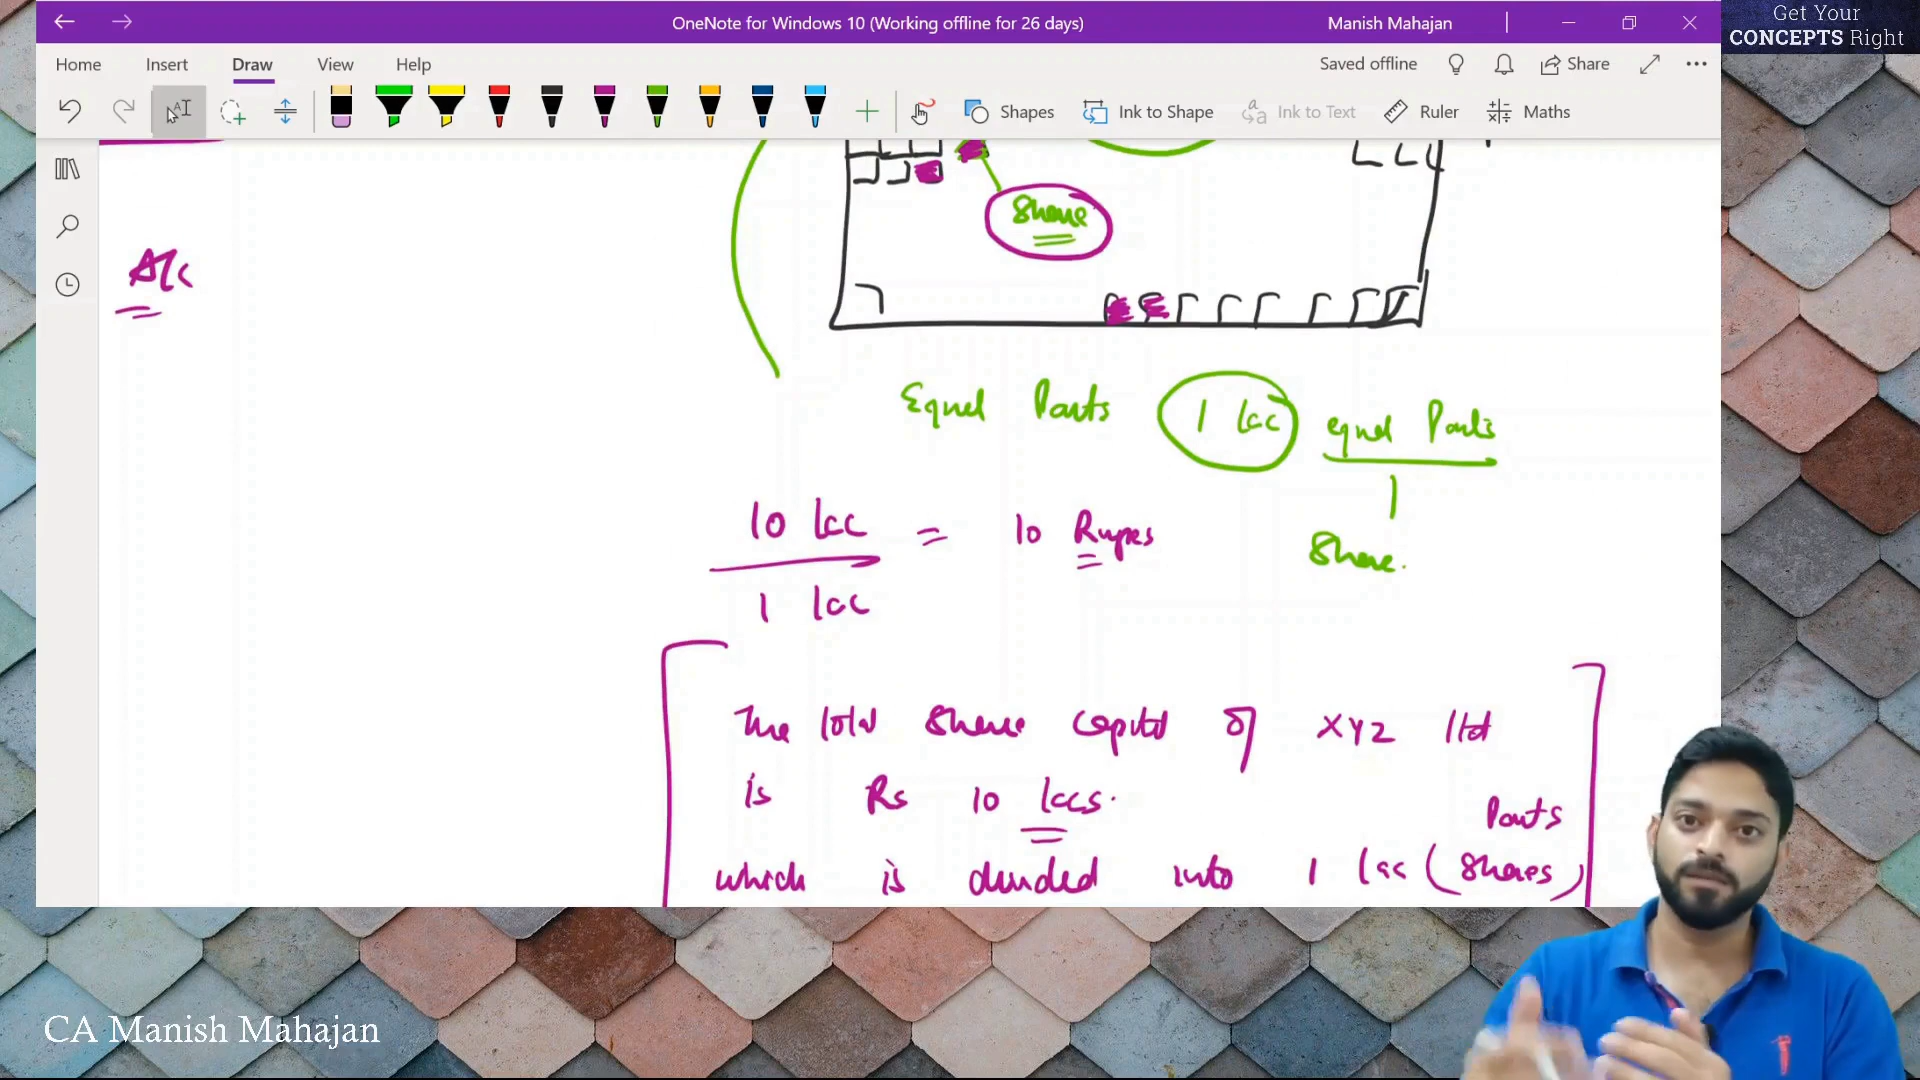 Get Your
CONCEPTS Right
OneNote for Windows 10 (Working offline for 26 days)
Manish Mahajan
Home Insert Draw View Help
Saved offline
Share
Shapes
Ink to Shape
Ink to Text
Ruler
Maths
Share
A/c
Equal Parts 1 lac equal Parts
Share.
10 lac = 10 Rupees
1 lac
The total Share capital of XYZ ltd
is Rs 10 lacs.
Parts
which is divided into 1 lac (Shares)
CA Manish Mahajan